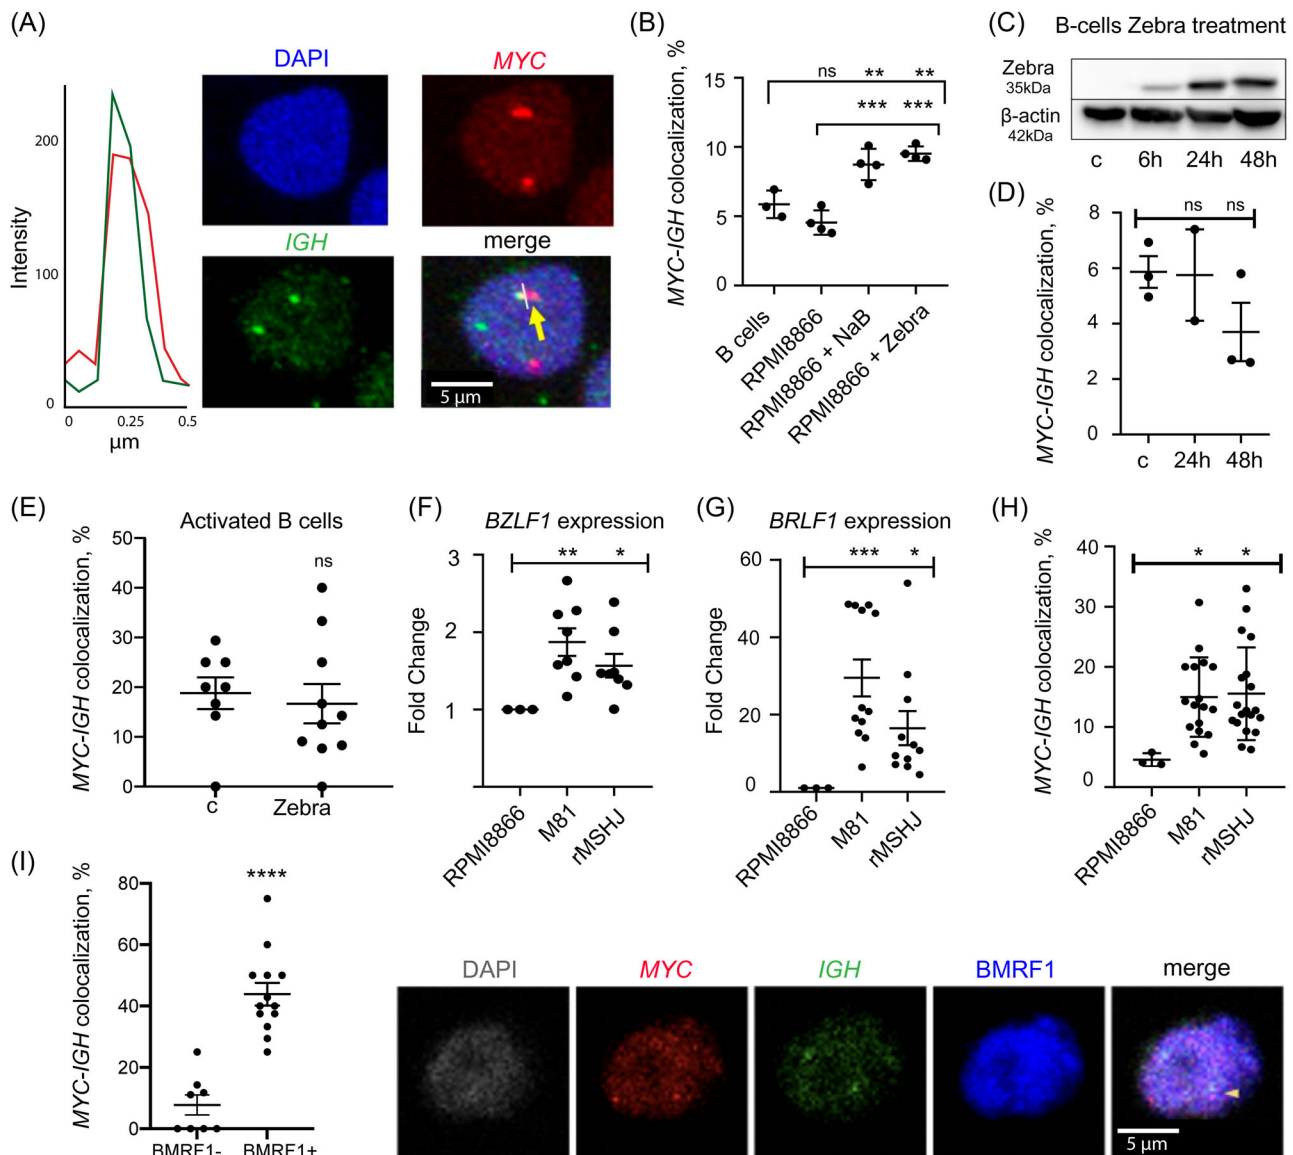 (A)
DAPI
MYC
IGH
merge
5 µm
Intensity
200
100
0
0
0.25
0.5
µm
(B)
MYC-IGH colocalization, %
15
10
5
0
ns
**
**
***
***
B cells
RPMI8866
RPMI8866 + NaB
RPMI8866 + Zebra
(C)
B-cells Zebra treatment
Zebra
35kDa
β-actin
42kDa
c
6h
24h
48h
(D)
MYC-IGH colocalization, %
8
6
4
2
0
ns
ns
c
24h
48h
(E)
Activated B cells
MYC-IGH colocalization, %
50
40
30
20
10
0
ns
c
Zebra
(F)
BZLF1 expression
Fold Change
3
2
1
**
*
RPMI8866
M81
rMSHJ
(G)
BRLF1 expression
Fold Change
60
40
20
0
***
*
RPMI8866
M81
rMSHJ
(H)
MYC-IGH colocalization, %
40
30
20
10
0
*
*
RPMI8866
M81
rMSHJ
(I)
MYC-IGH colocalization, %
80
60
40
20
0
****
BMRF1-
BMRF1+
DAPI
MYC
IGH
BMRF1
merge
5 µm